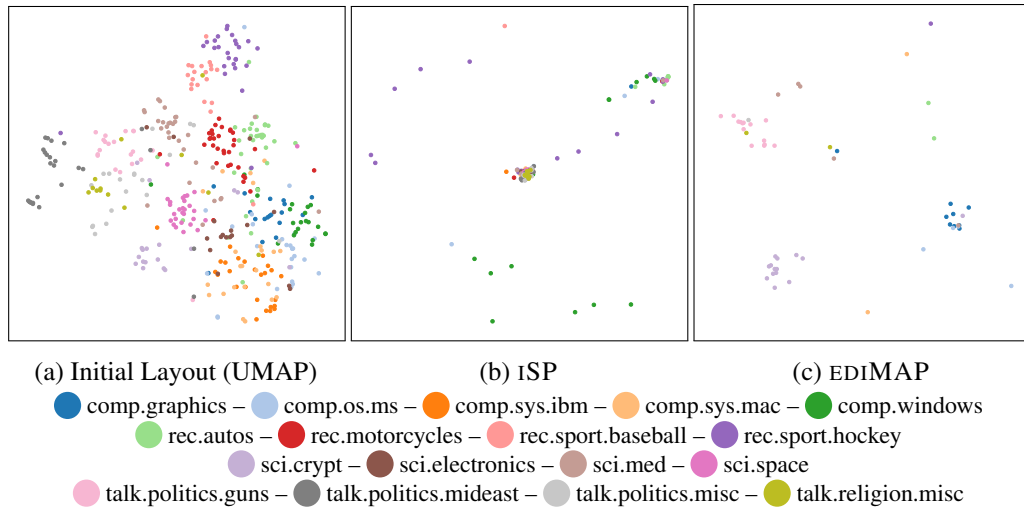 (a) Initial Layout (UMAP) (b) ISP (c) EDIMAP
comp.graphics – comp.os.ms – comp.sys.ibm – comp.sys.mac – comp.windows
rec.autos – rec.motorcycles – rec.sport.baseball – rec.sport.hockey
sci.crypt – sci.electronics – sci.med – sci.space
talk.politics.guns – talk.politics.mideast – talk.politics.misc – talk.religion.misc